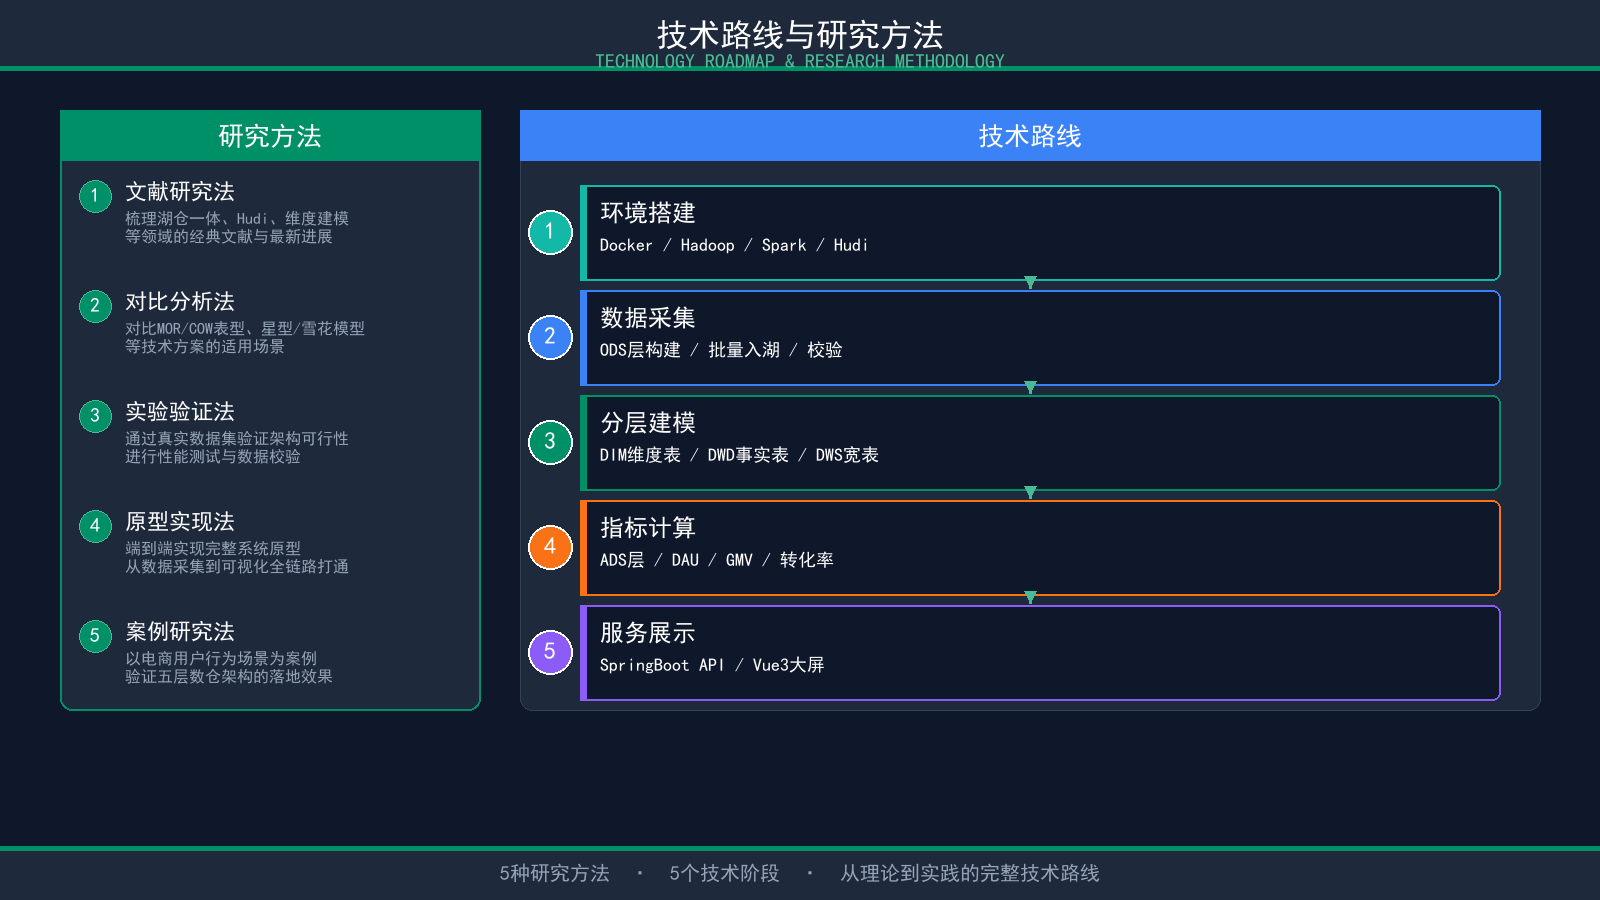 技术路线与研究方法
TECHNOLOGY ROADMAP & RESEARCH METHODOLOGY
研究方法
1
文献研究法
梳理湖仓一体、Hudi、维度建模
等领域的经典文献与最新进展
2
对比分析法
对比MOR/COW表型、星型/雪花模型
等技术方案的适用场景
3
实验验证法
通过真实数据集验证架构可行性
进行性能测试与数据校验
4
原型实现法
端到端实现完整系统原型
从数据采集到可视化全链路打通
5
案例研究法
以电商用户行为场景为案例
验证五层数仓架构的落地效果
技术路线
1
环境搭建
Docker / Hadoop / Spark / Hudi
2
数据采集
ODS层构建 / 批量入湖 / 校验
3
分层建模
DIM维度表 / DWD事实表 / DWS宽表
4
指标计算
ADS层 / DAU / GMV / 转化率
5
服务展示
SpringBoot API / Vue3大屏
5种研究方法 · 5个技术阶段 · 从理论到实践的完整技术路线